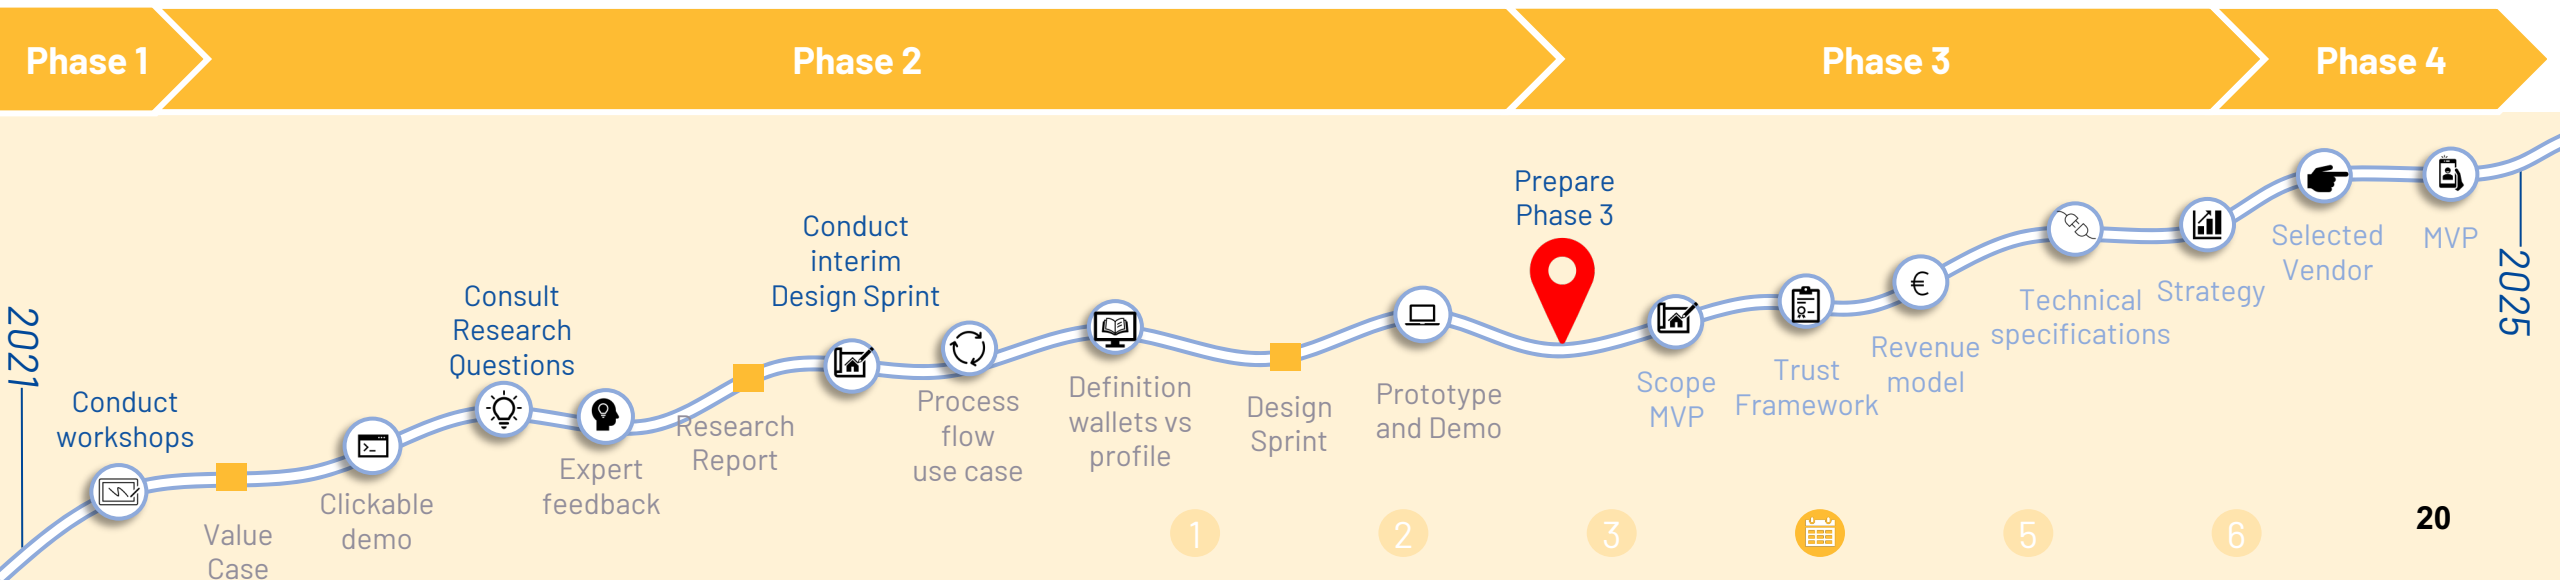 Phase 1
Phase 2
Phase 3
Phase 4
2021
Conduct
workshops
Value
Case
Clickable
demo
Consult
Research
Questions
Expert
feedback
Research
Report
Conduct
interim
Design Sprint
Process
flow
use case
Definition
wallets vs
profile
Design
Sprint
Prototype
and Demo
Prepare
Phase 3
Scope
MVP
Trust
Framework
€
Revenue
model
Technical
specifications
Strategy
Selected
Vendor
MVP
2025
1
2
3
5
6
20